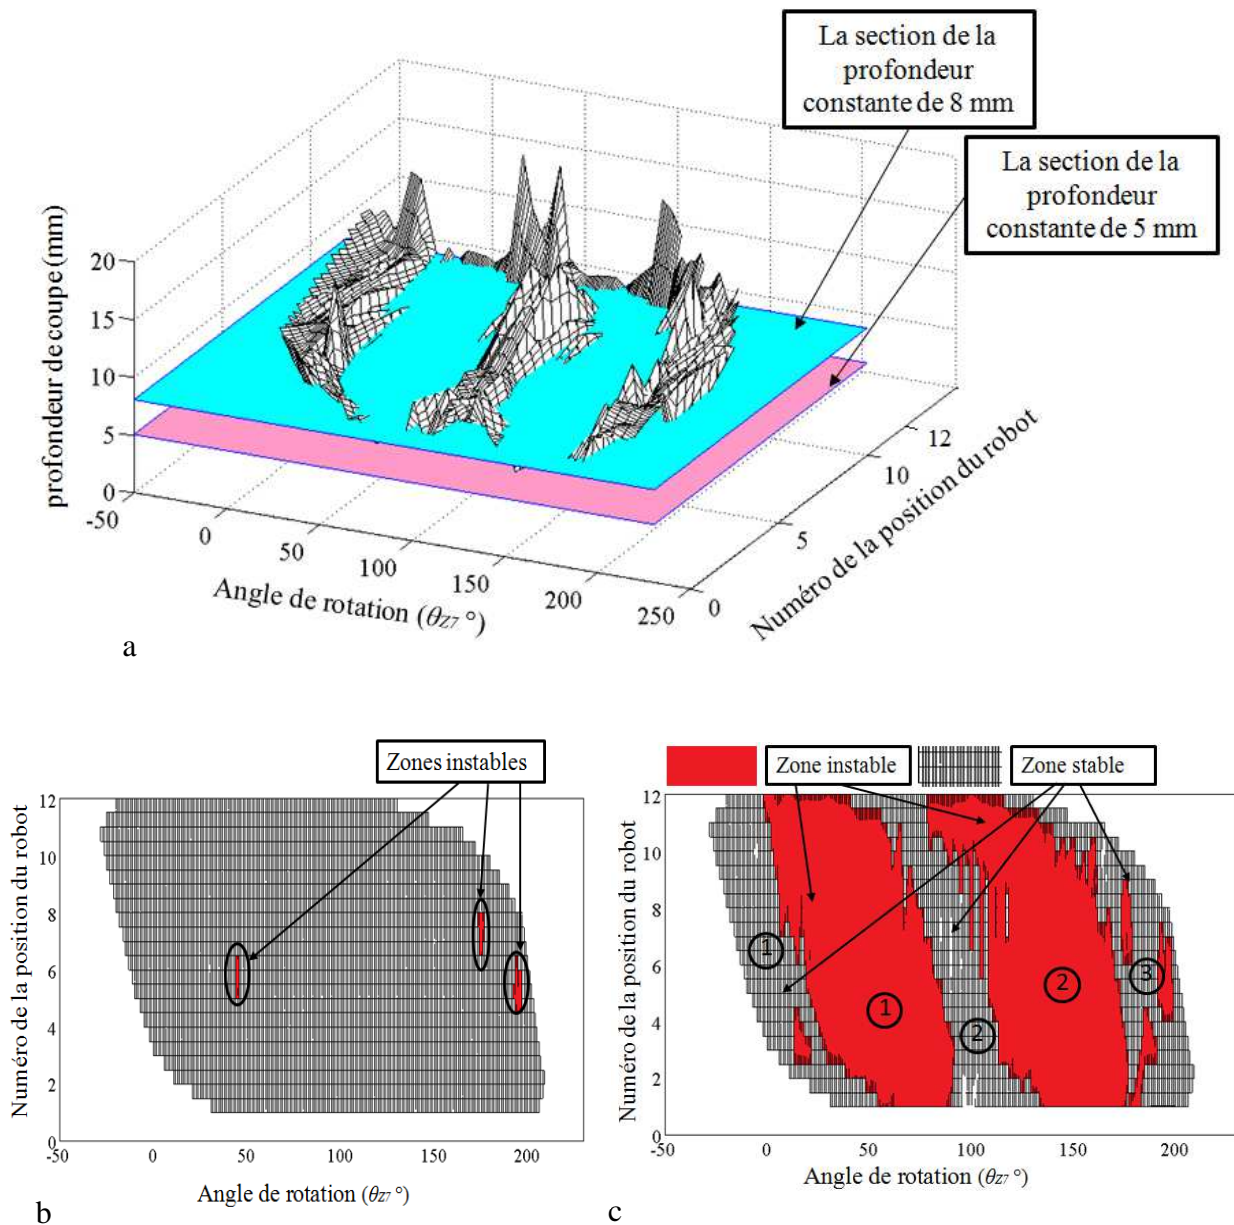 a
La section de la
profondeur
constante de 8 mm
La section de la
profondeur
constante de 5 mm
profondeur de coupe (mm)
20
15
10
5
0
-50
0
50
100
150
200
250
Angle de rotation (θz7 °)
0
5
10
12
Numéro de la position du robot
b
Zones instables
Numéro de la position du robot
12
10
8
6
4
2
0
-50
0
50
100
150
200
Angle de rotation (θz7 °)
c
Zone instable
Zone stable
Numéro de la position du robot
12
10
8
6
4
2
0
-50
0
50
100
150
200
1
1
2
2
3
Angle de rotation (θz7 °)